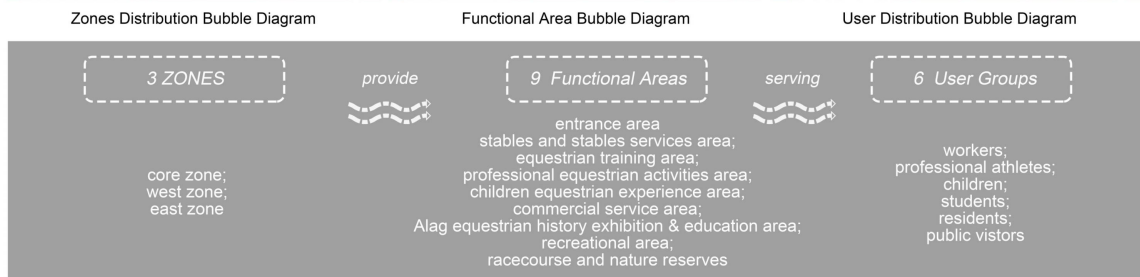 Zones Distribution Bubble Diagram
Functional Area Bubble Diagram
User Distribution Bubble Diagram
3 ZONES
provide
9 Functional Areas
serving
6 User Groups
core zone;
west zone;
east zone
entrance area
stables and stables services area;
equestrian training area;
professional equestrian activities area;
children equestrian experience area;
commercial service area;
Alag equestrian history exhibition & education area;
recreational area;
racecourse and nature reserves
workers;
professional athletes;
children;
students;
residents;
public vistors